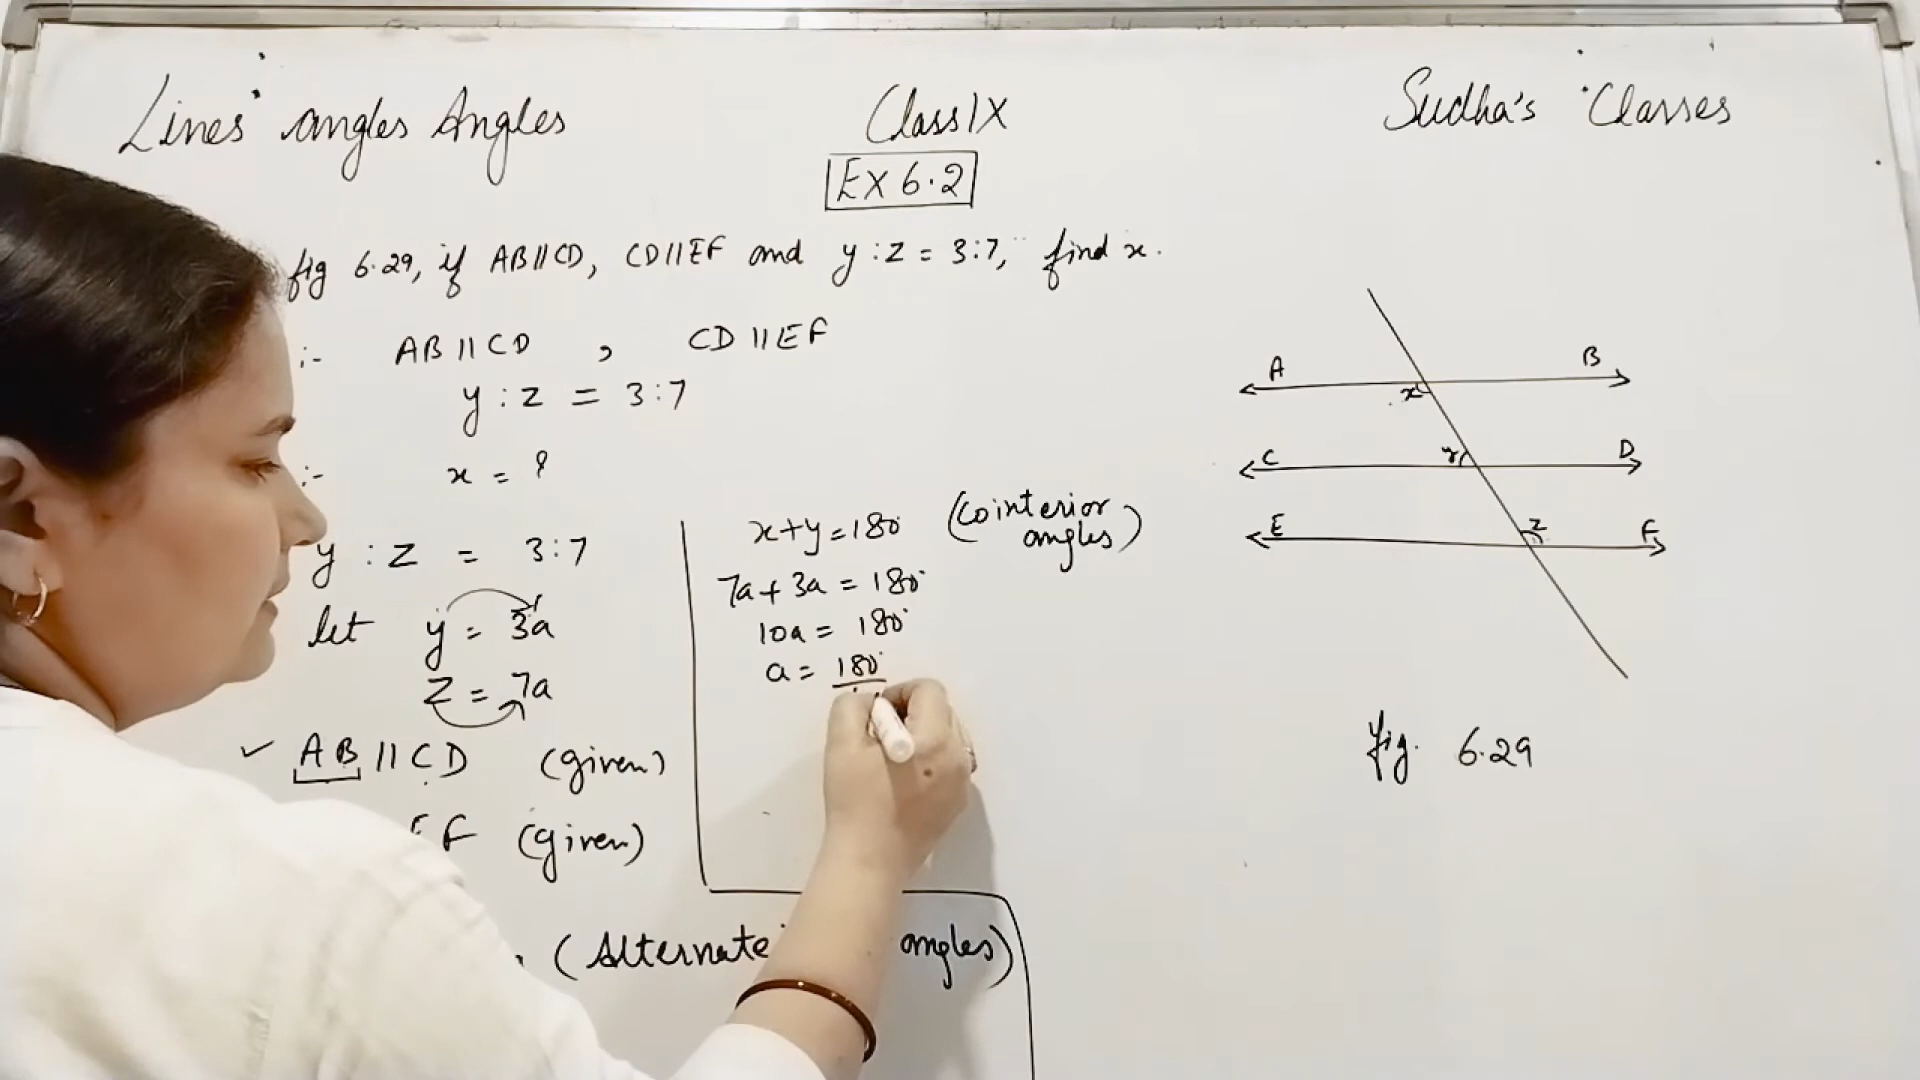 Lines angles Angles
Class IX
Sudha's Classes
Ex 6.2
fig 6.29, if AB||CD, CD||EF and y : z = 3:7, find x.
:- AB || CD , CD || EF
y : z = 3:7
:- x = ?
y : z = 3:7
let y = 3a
z = 7a
AB || CD (given)
EF (given)
(Alternate angles)
x+y=180 (Cointerior angles)
7a+3a = 180°
10a = 180°
a = 180°
A B
x
C D
y
E F
z
fig. 6.29